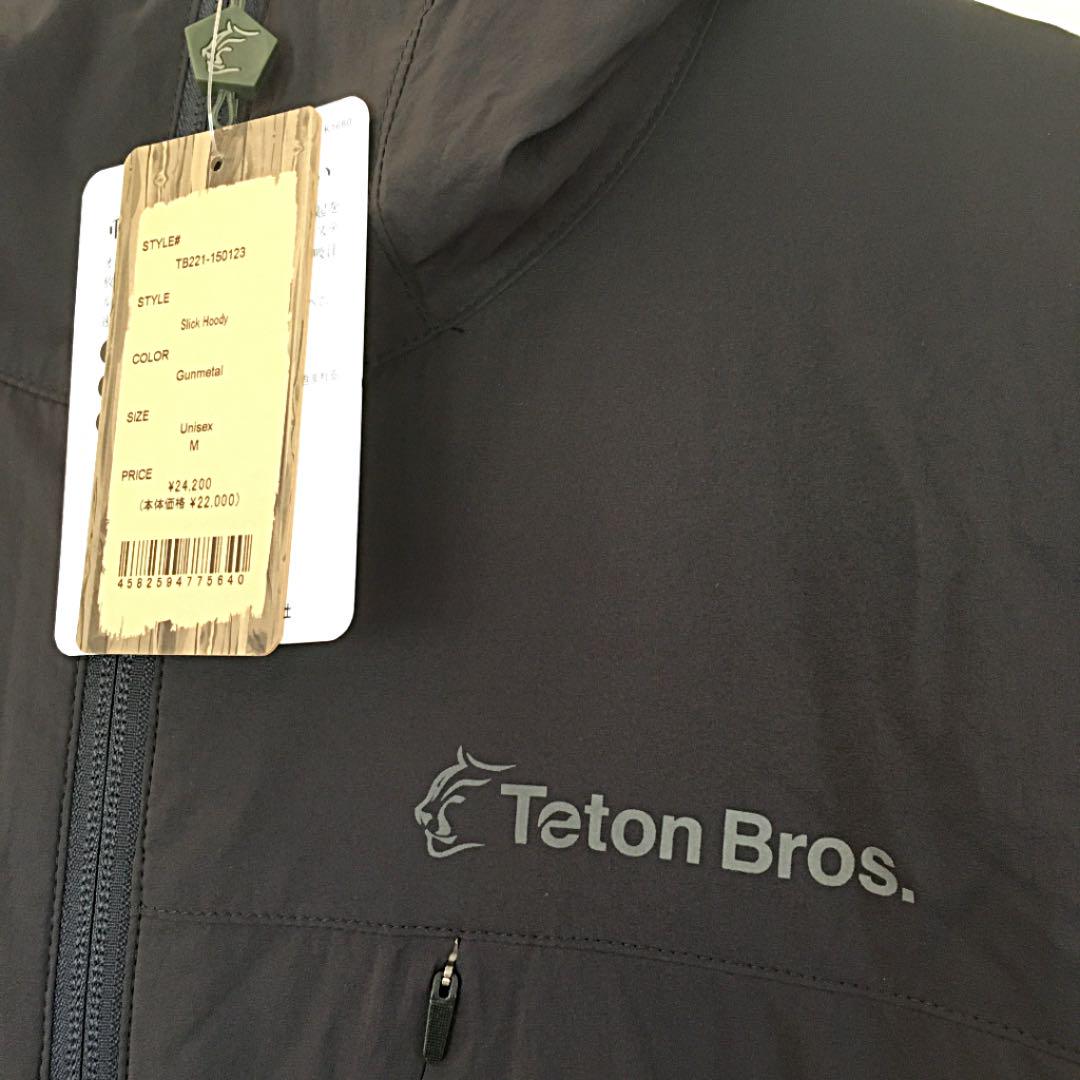 K1680
STYLE#
TB221-150123
STYLE
Slick Hoody
COLOR
Gunmetal
SIZE
Unisex
M
PRICE
¥24,200
(本体価格 ¥22,000)
4582594775640
Teton Bros.